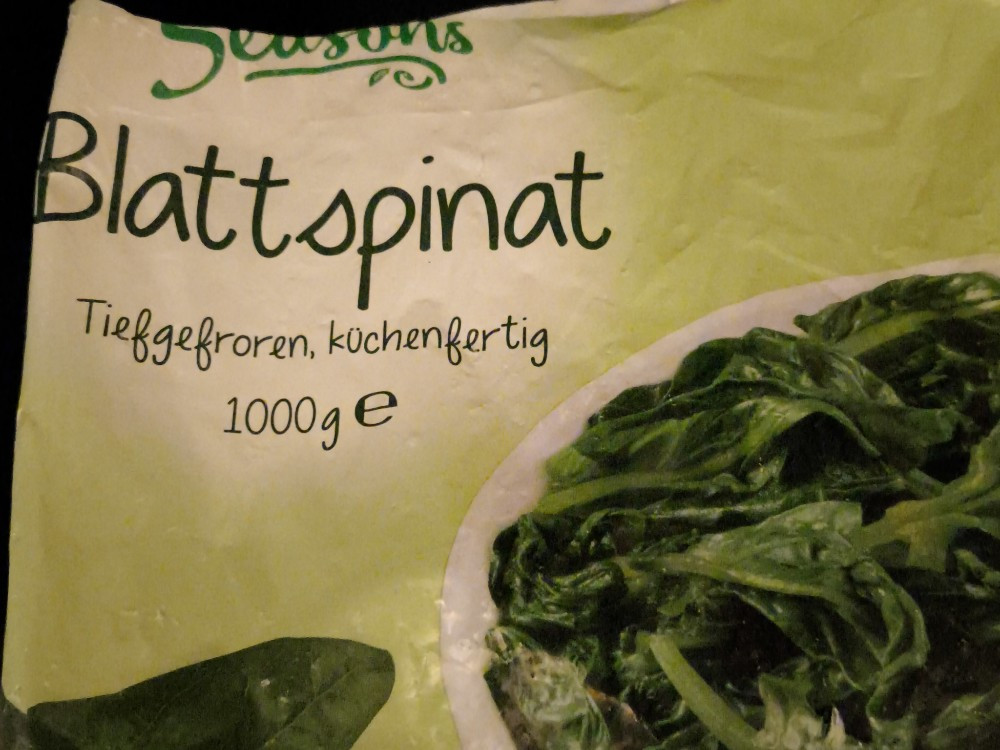 Seasons
Blattspinat
Tiefgefroren, küchenfertig
1000g e